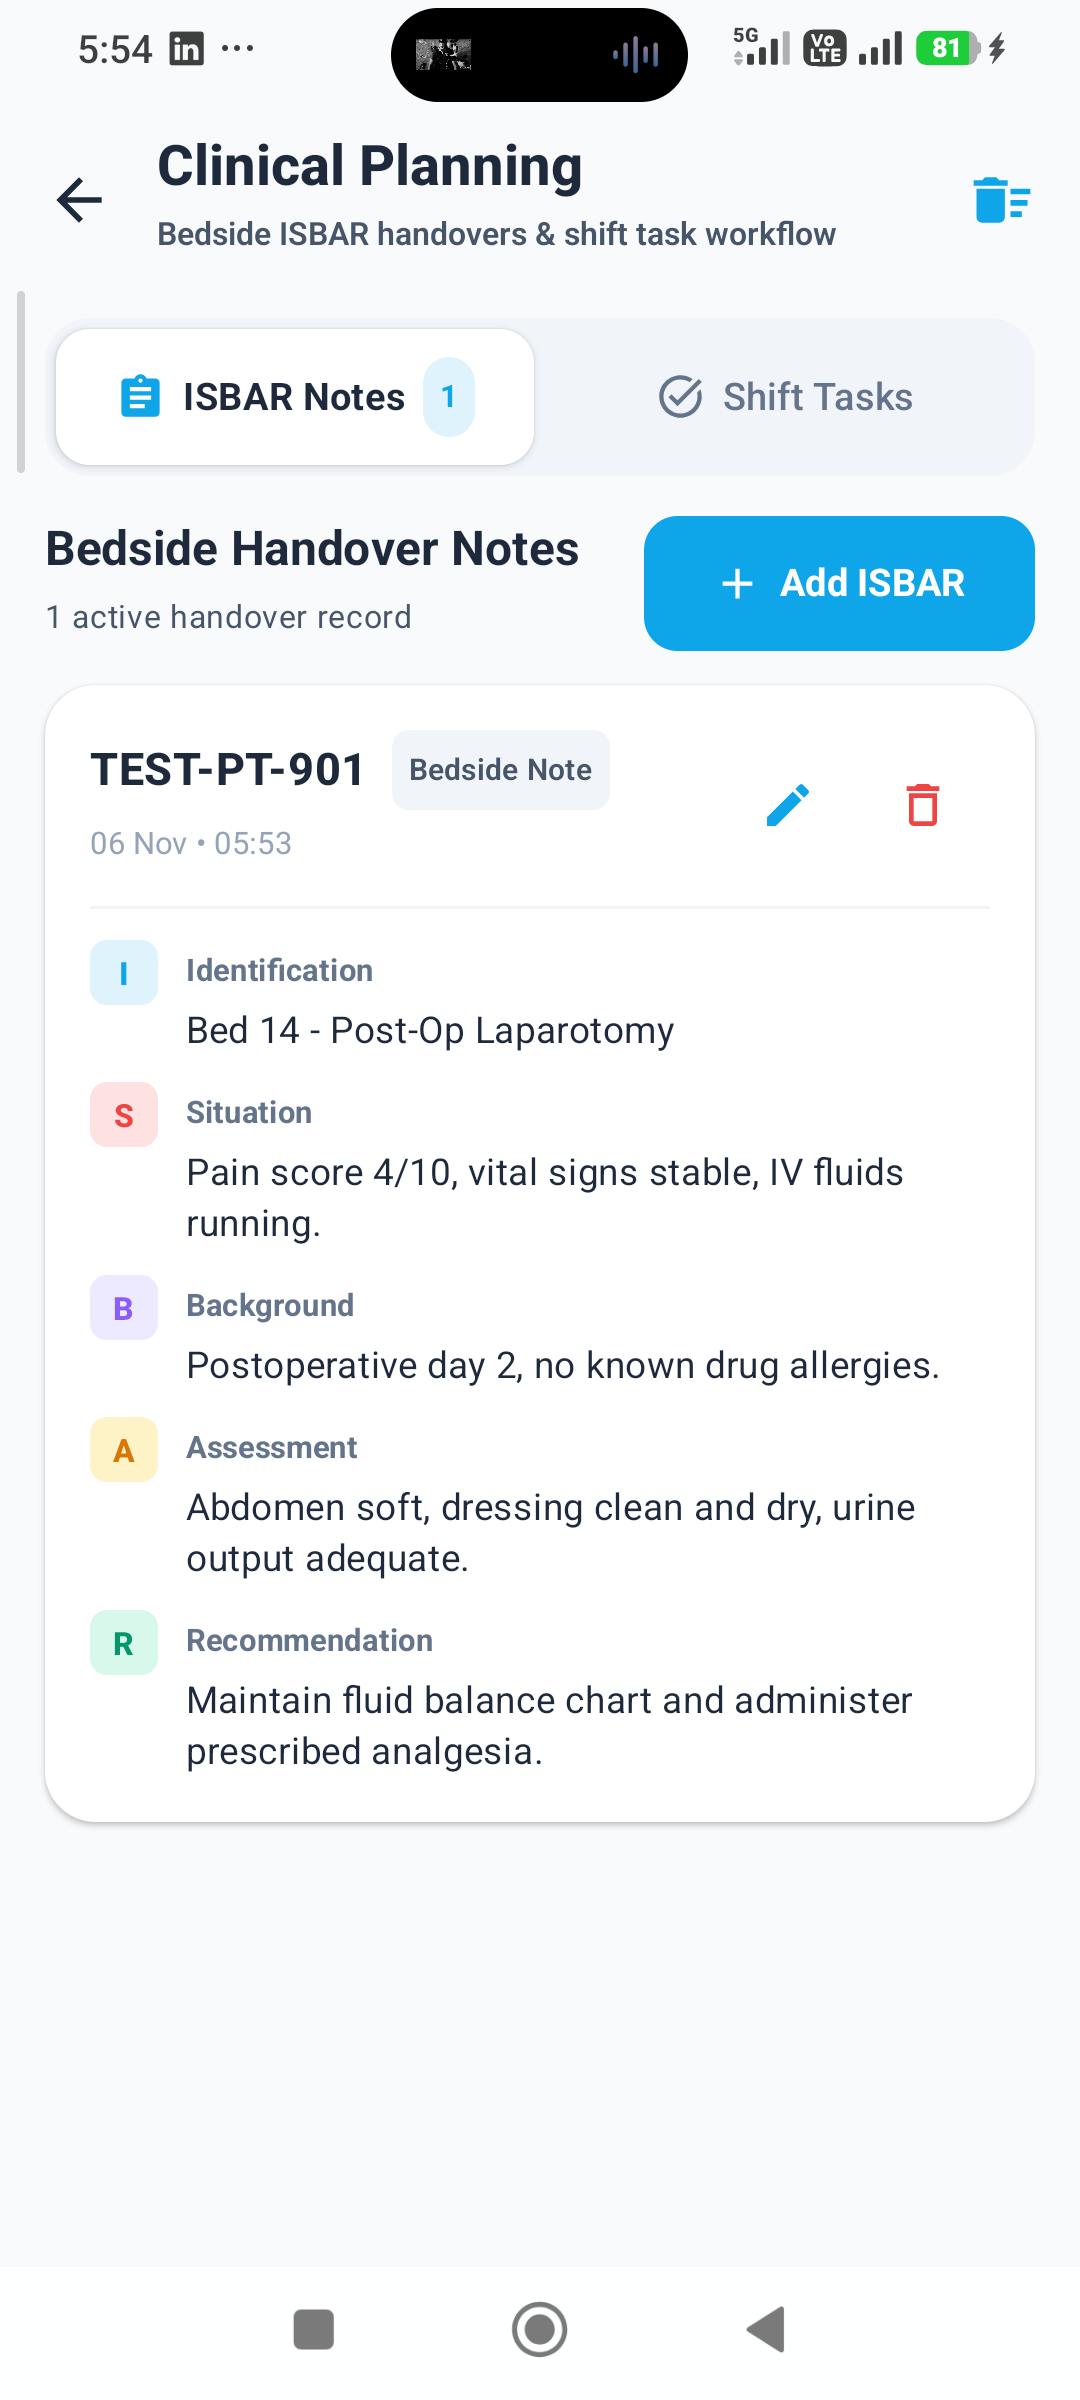 5:54
5G
Vo LTE
81
Clinical Planning
Bedside ISBAR handovers & shift task workflow
ISBAR Notes 1
Shift Tasks
Bedside Handover Notes
1 active handover record
+ Add ISBAR
TEST-PT-901 Bedside Note
06 Nov • 05:53
I Identification
Bed 14 - Post-Op Laparotomy
S Situation
Pain score 4/10, vital signs stable, IV fluids
running.
B Background
Postoperative day 2, no known drug allergies.
A Assessment
Abdomen soft, dressing clean and dry, urine
output adequate.
R Recommendation
Maintain fluid balance chart and administer
prescribed analgesia.